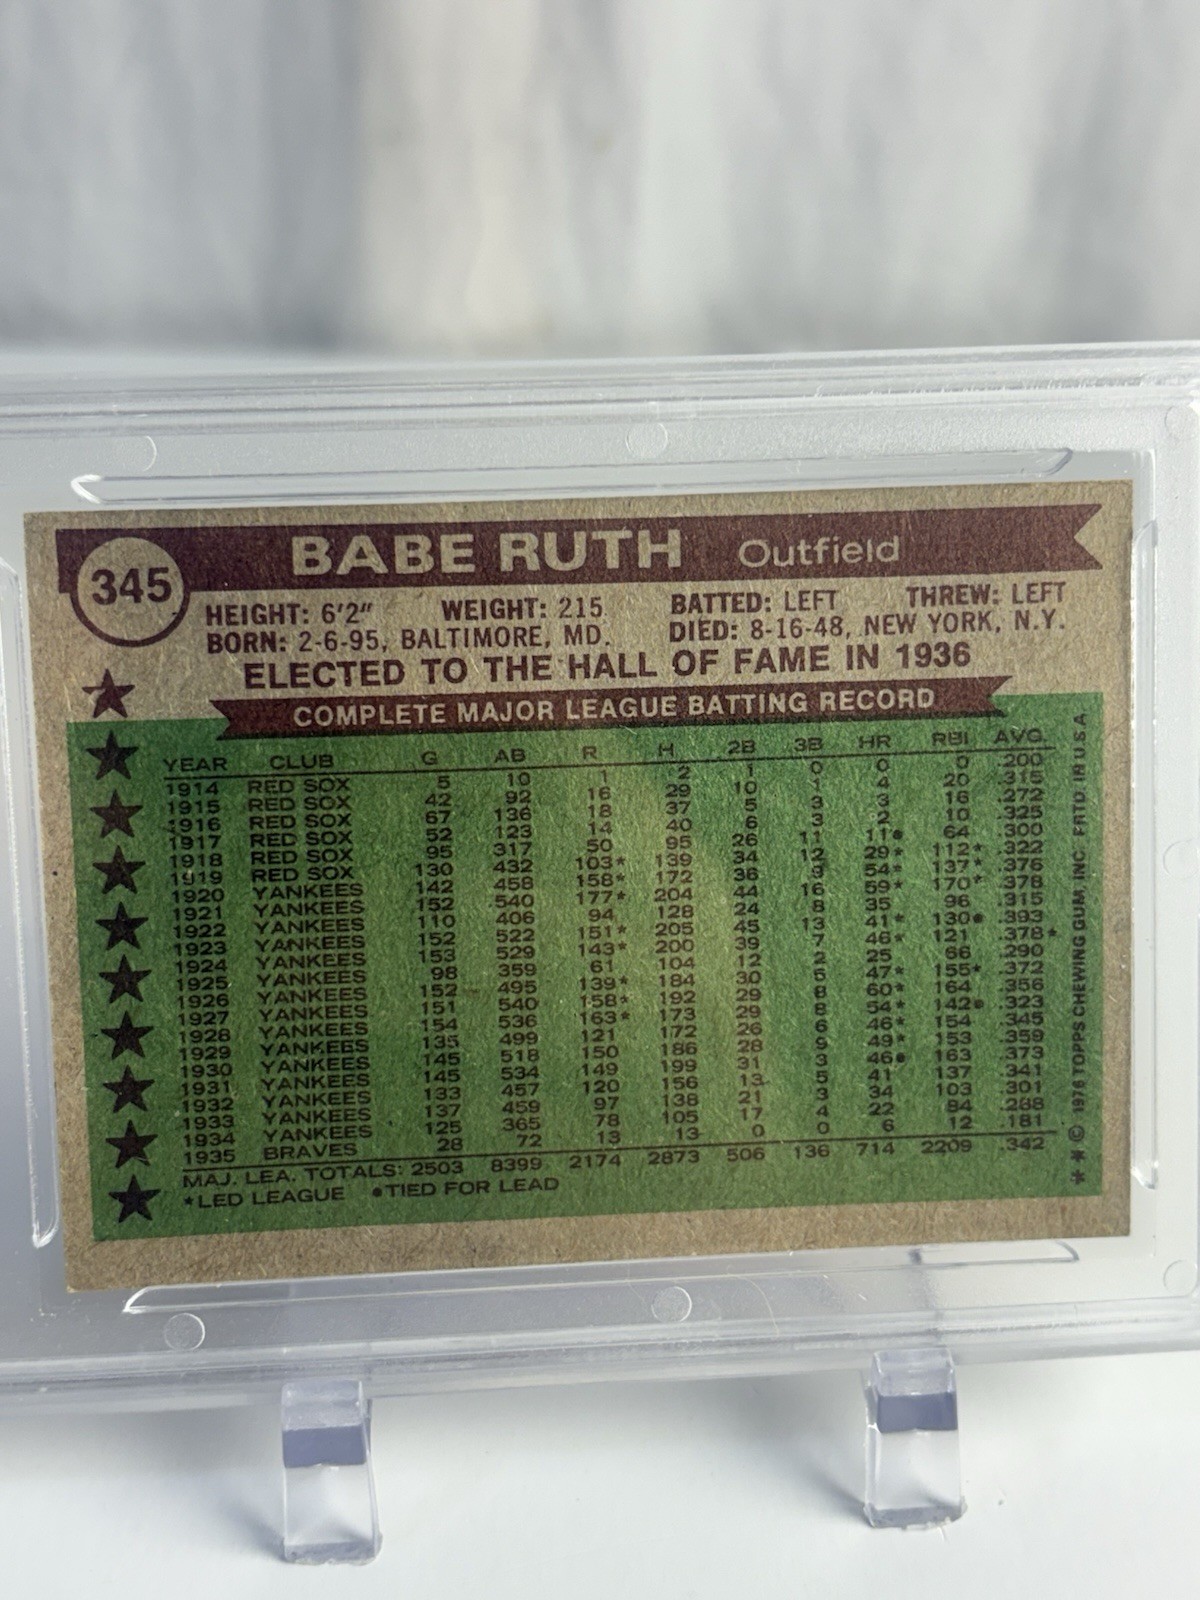 345
BABE RUTH Outfield
HEIGHT: 6'2" WEIGHT: 215 BATTED: LEFT THREW: LEFT
BORN: 2-6-95, BALTIMORE, MD. DIED: 8-16-48, NEW YORK, N.Y.
ELECTED TO THE HALL OF FAME IN 1936
COMPLETE MAJOR LEAGUE BATTING RECORD
YEAR CLUB G AB R H 2B 3B HR RBI AVG.
1914 RED SOX 5 10 1 2 1 0 0 0 .200
1915 RED SOX 42 92 16 29 10 1 4 20 .315
1916 RED SOX 67 136 18 37 5 3 3 16 .272
1917 RED SOX 52 123 14 40 6 3 2 10 .325
1918 RED SOX 95 317 50 95 26 11 11• 64 .300
1919 RED SOX 130 432 103* 139 34 12 29* 112* .322
1920 YANKEES 142 458 158* 172 36 9 54* 137* .376
1921 YANKEES 152 540 177* 204 44 16 59* 170* .378
1922 YANKEES 110 406 94 128 24 8 35 96 .315
1923 YANKEES 152 522 151* 205 45 13 41* 130• .393
1924 YANKEES 153 529 143* 200 39 7 46* 121 .378*
1925 YANKEES 98 359 61 104 12 2 25 66 .290
1926 YANKEES 152 495 139* 184 30 5 47* 155* .372
1927 YANKEES 151 540 158* 192 29 8 60* 164 .356
1928 YANKEES 154 536 163* 173 29 8 54* 142• .323
1929 YANKEES 135 499 121 172 26 6 46* 154 .345
1930 YANKEES 145 518 150 186 28 9 49* 153 .359
1931 YANKEES 145 534 149 199 31 3 46• 163 .373
1932 YANKEES 133 457 120 156 13 5 41 137 .341
1933 YANKEES 137 459 97 138 21 3 34 103 .301
1934 YANKEES 125 365 78 105 17 4 22 84 .288
1935 BRAVES 28 72 13 13 0 0 6 12 .181
MAJ. LEA. TOTALS: 2503 8399 2174 2873 506 136 714 2209 .342
*LED LEAGUE •TIED FOR LEAD
***© 1976 TOPPS CHEWING GUM, INC. PRTD. IN U.S.A.